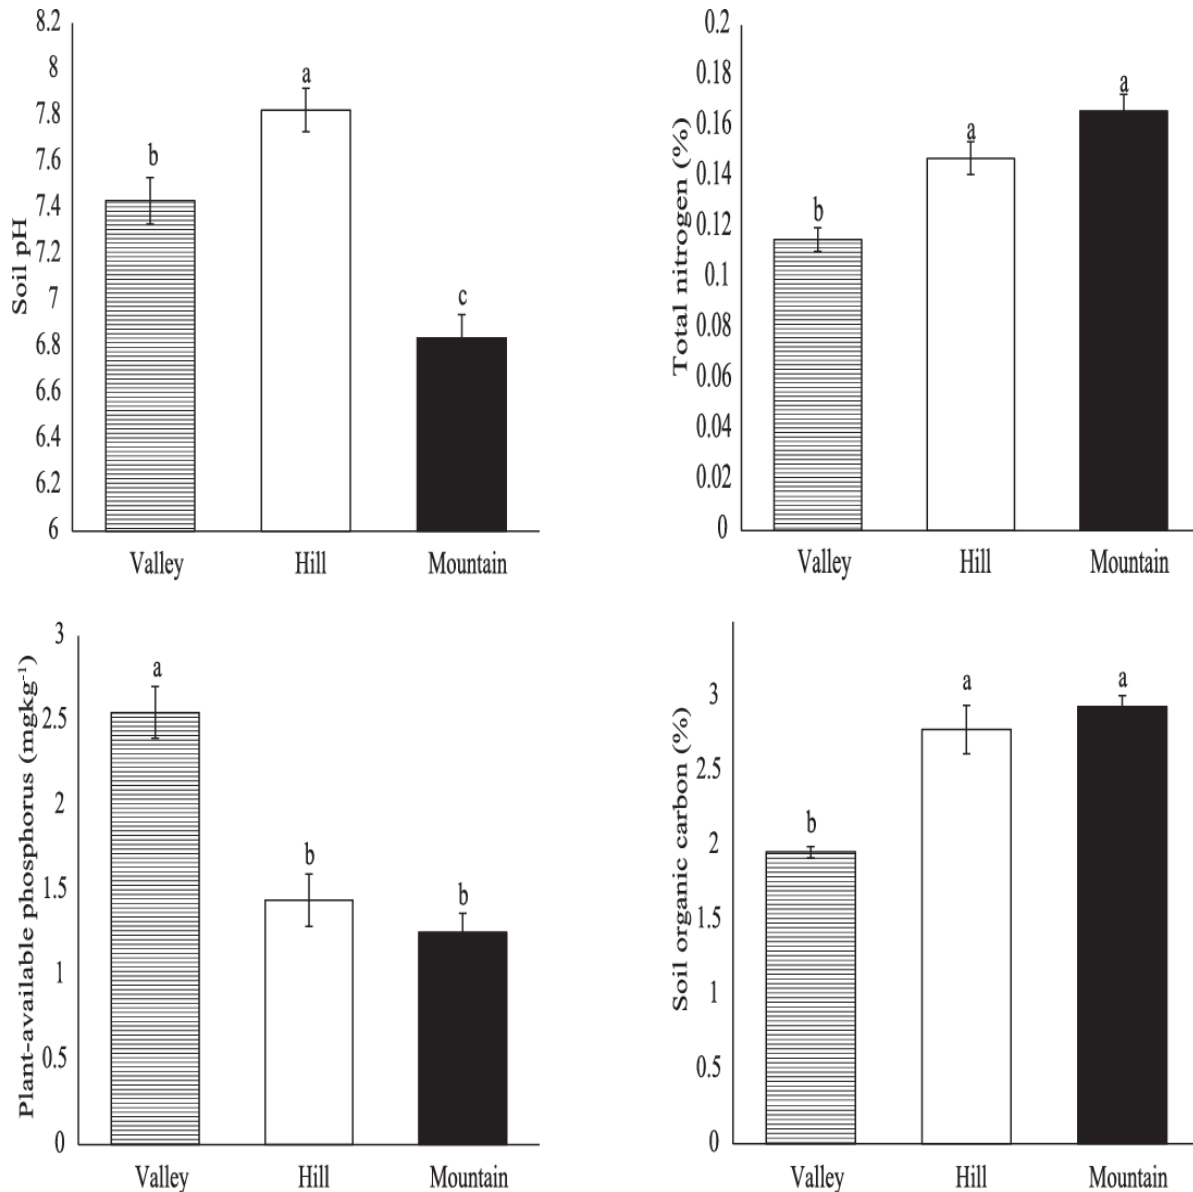 Soil pH
8.2
8
7.8
7.6
7.4
7.2
7
6.8
6.6
6.4
6.2
6
b
a
c
Valley
Hill
Mountain
Total nitrogen (%)
0.2
0.18
0.16
0.14
0.12
0.1
0.08
0.06
0.04
0.02
0
b
a
a
Valley
Hill
Mountain
Plant-available phosphorus (mgkg⁻¹)
3
2.5
2
1.5
1
0.5
0
a
b
b
Valley
Hill
Mountain
Soil organic carbon (%)
3
2.5
2
1.5
1
0.5
0
b
a
a
Valley
Hill
Mountain